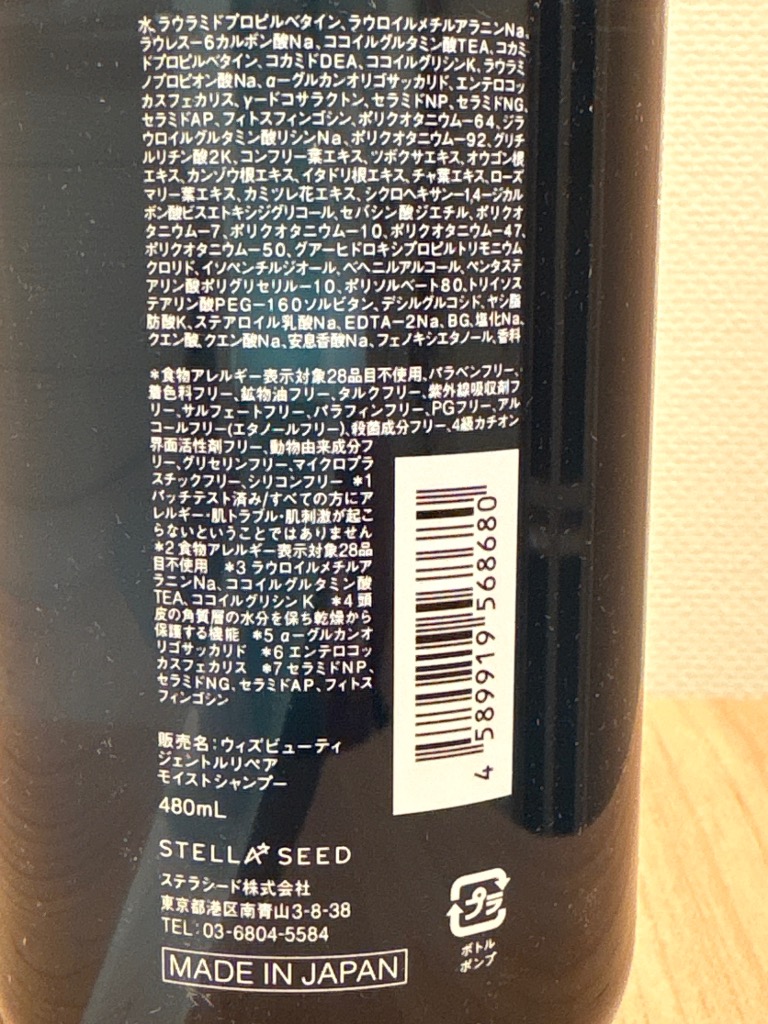 水、ラウラミドプロピルベタイン、ラウロイルメチルアラニンNa、
ラウレス－6カルボン酸Na、ココイルグルタミン酸TEA、コカミ
ドプロピルベタイン、コカミドDEA、ココイルグリシンK、ラウラミ
ノプロピオン酸Na、α－グルカンオリゴサッカリド、エンテロコッ
カスフェカリス、γ－ドコサラクトン、セラミドNP、セラミドNG、
セラミドAP、フィトスフィンゴシン、ポリクオタニウム－64、ジラ
ウロイルグルタミン酸リシンNa、ポリクオタニウム－92、グリチ
ルリチン酸2K、コンフリー葉エキス、ツボクサエキス、オウゴン根
エキス、カンゾウ根エキス、イタドリ根エキス、チャ葉エキス、ローズ
マリー葉エキス、カミツレ花エキス、シクロヘキサン－1,4－ジカル
ボン酸ビスエトキシジグリコール、セバシン酸ジエチル、ポリクオ
タニウム－7、ポリクオタニウム－10、ポリクオタニウム－47、
ポリクオタニウム－50、グアーヒドロキシプロピルトリモニウム
クロリド、イソペンチルジオール、ベヘニルアルコール、ペンタステ
アリン酸ポリグリセリル－10、ポリソルベート80、トリイソス
テアリン酸PEG－160ソルビタン、デシルグルコシド、ヤシ脂
肪酸K、ステアロイル乳酸Na、EDTA－2Na、BG、塩化Na、
クエン酸、クエン酸Na、安息香酸Na、フェノキシエタノール、香料
＊食物アレルギー表示対象28品目不使用、パラベンフリー、
着色料フリー、鉱物油フリー、タルクフリー、紫外線吸収剤フ
リー、サルフェートフリー、パラフィンフリー、PGフリー、アル
コールフリー(エタノールフリー)、殺菌成分フリー、4級カチオン
界面活性剤フリー、動物由来成分フ
リー、グリセリンフリー、マイクロプラ
スチックフリー、シリコンフリー ＊1
パッチテスト済み/すべての方にア
レルギー・肌トラブル・肌刺激が起こ
らないということではありません
＊2 食物アレルギー表示対象28品
目不使用 ＊3 ラウロイルメチルア
ラニンNa、ココイルグルタミン酸
TEA、ココイルグリシンK ＊4 頭
皮の角質層の水分を保ち乾燥から
保護する機能 ＊5 α－グルカンオ
リゴサッカリド ＊6 エンテロコッ
カスフェカリス ＊7 セラミドNP、
セラミドNG、セラミドAP、フィトス
フィンゴシン
4 589919 568680
販売名：ウィズビューティ
ジェントルリペア
モイストシャンプー
480mL
STELLA SEED
ステラシード株式会社
東京都港区南青山3-8-38
TEL：03-6804-5584
MADE IN JAPAN
プラ
ボトル
ポンプ